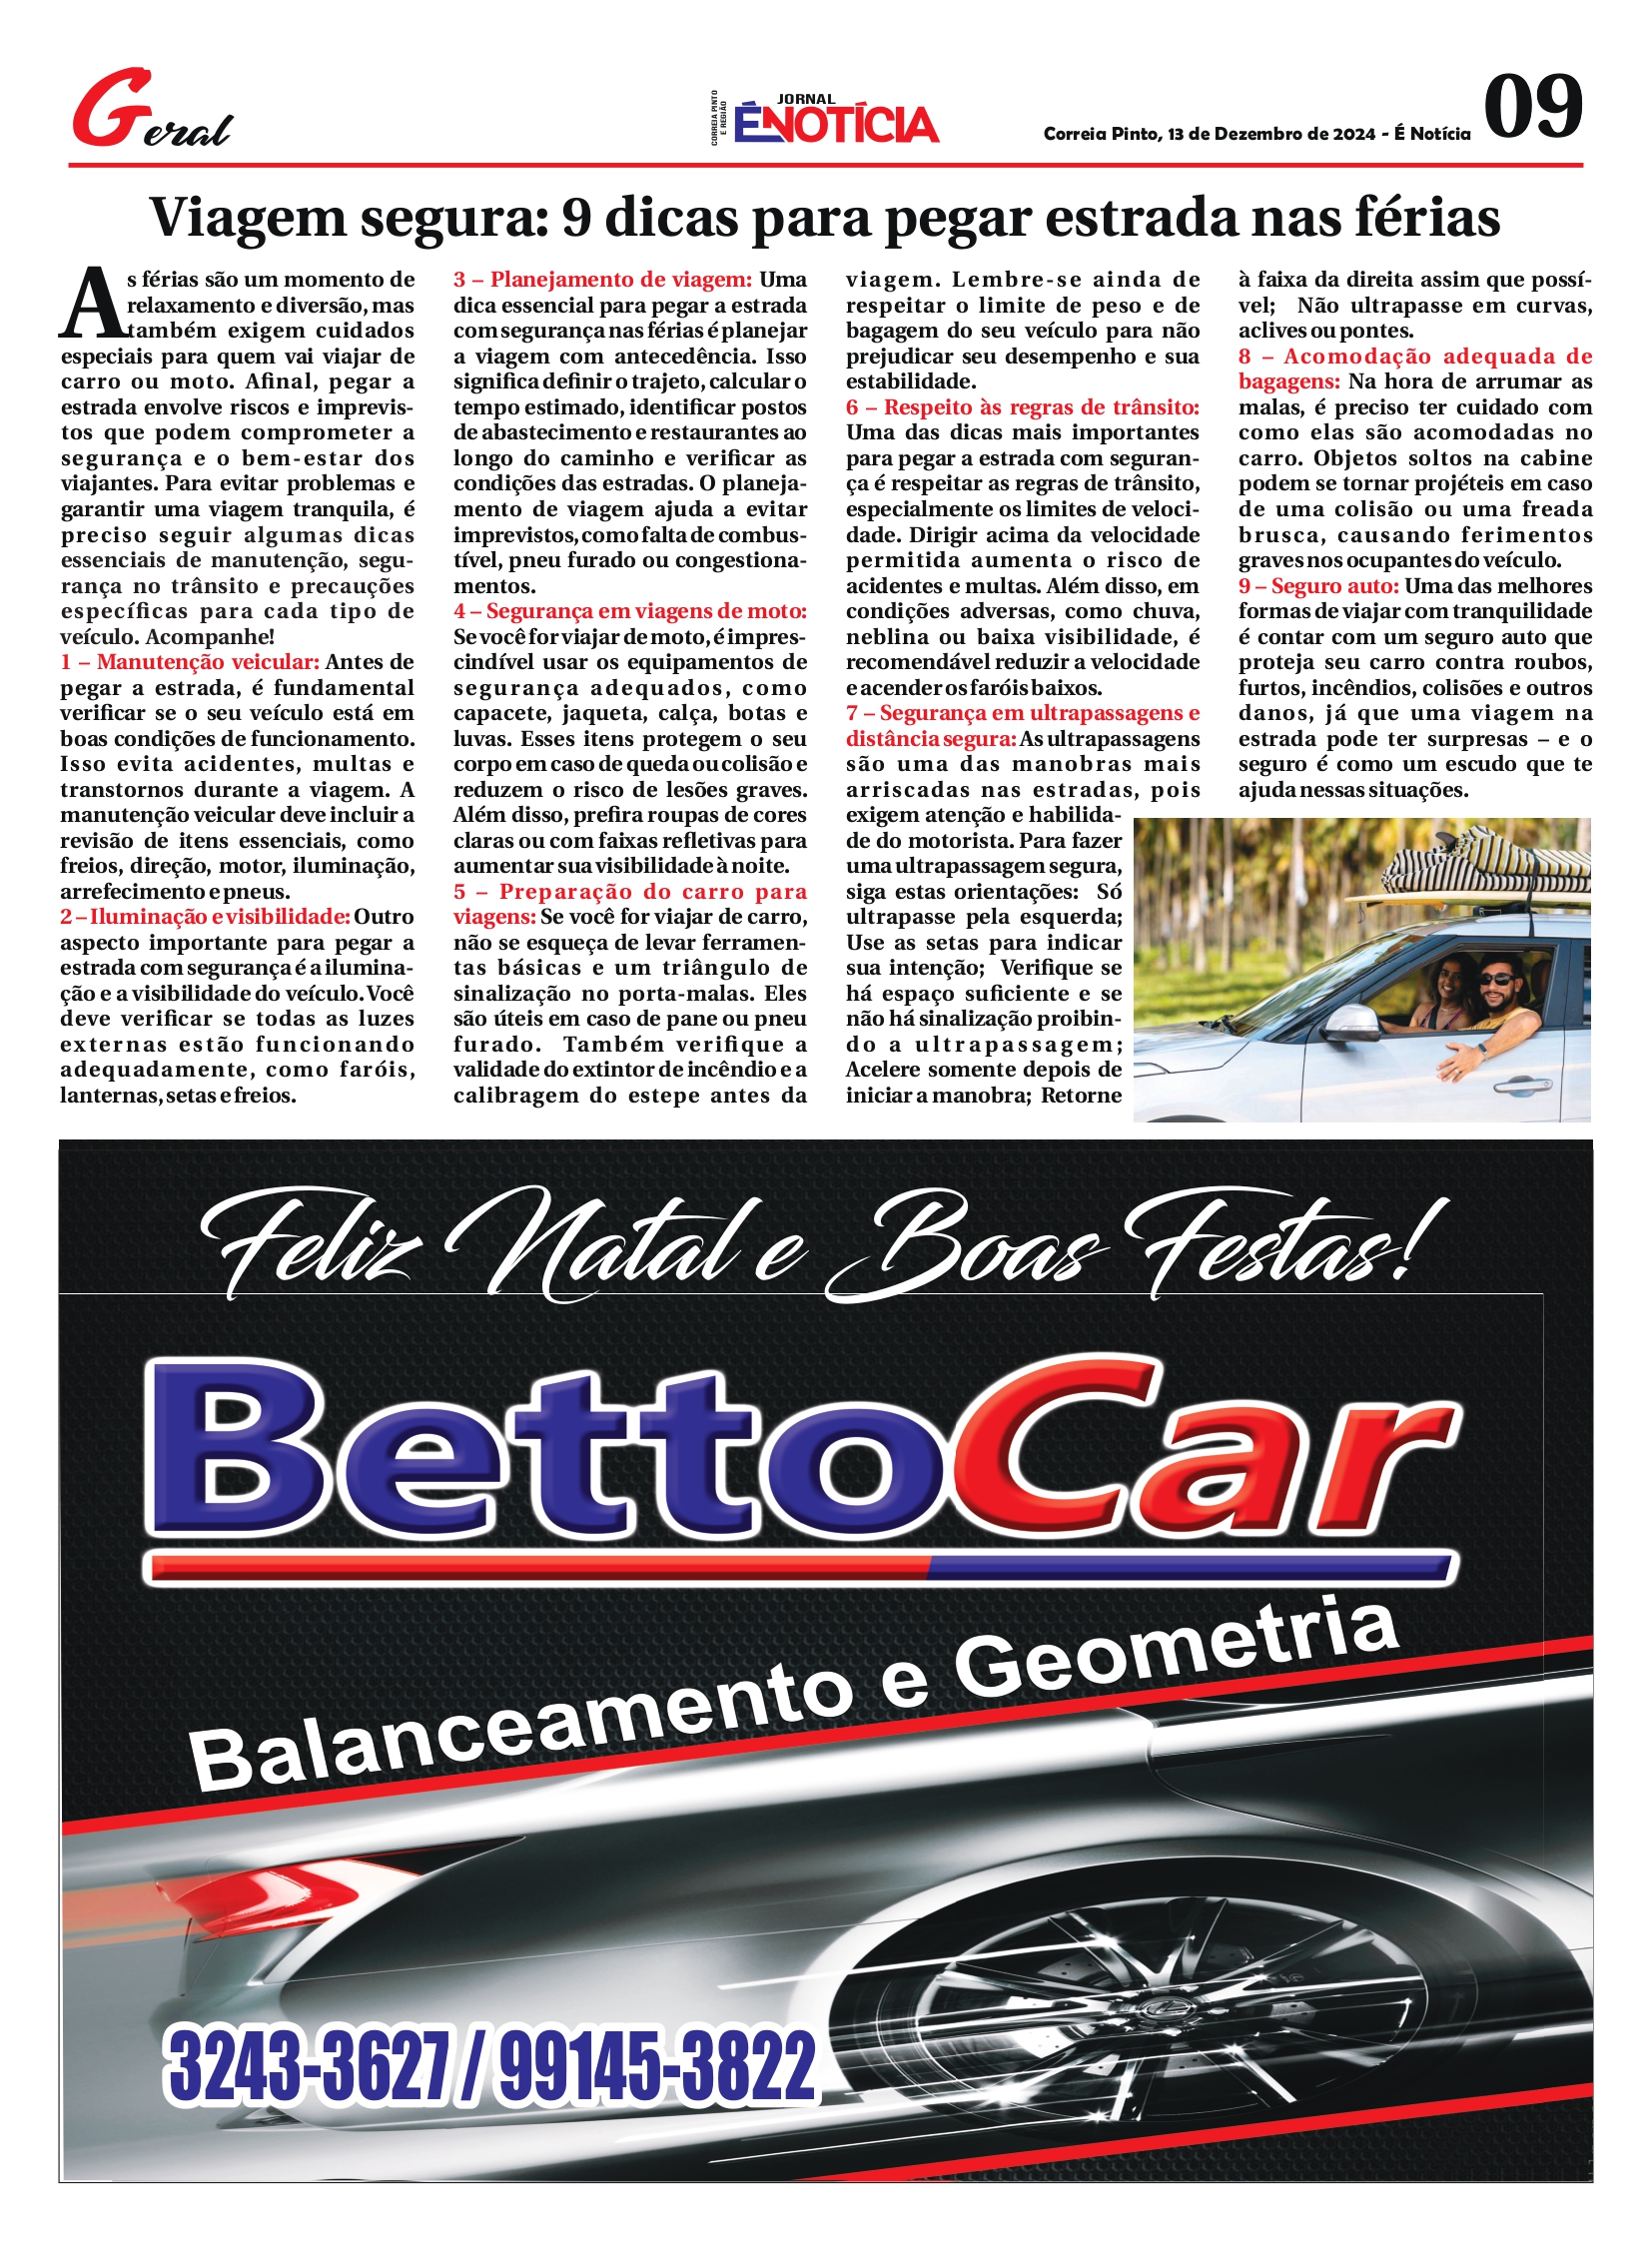 Geral
CORREIA PINTO
E REGIÃO
JORNAL
ÉNOTÍCIA
Correia Pinto, 13 de Dezembro de 2024 - É Notícia
09
Viagem segura: 9 dicas para pegar estrada nas férias
As férias são um momento de
relaxamento e diversão, mas
também exigem cuidados
especiais para quem vai viajar de
carro ou moto. Afinal, pegar a
estrada envolve riscos e imprevis-
tos que podem comprometer a
segurança e o bem-estar dos
viajantes. Para evitar problemas e
garantir uma viagem tranquila, é
preciso seguir algumas dicas
essenciais de manutenção, segu-
rança no trânsito e precauções
específicas para cada tipo de
veículo. Acompanhe!
1 – Manutenção veicular: Antes de
pegar a estrada, é fundamental
verificar se o seu veículo está em
boas condições de funcionamento.
Isso evita acidentes, multas e
transtornos durante a viagem. A
manutenção veicular deve incluir a
revisão de itens essenciais, como
freios, direção, motor, iluminação,
arrefecimento e pneus.
2 – Iluminação e visibilidade: Outro
aspecto importante para pegar a
estrada com segurança é a ilumina-
ção e a visibilidade do veículo. Você
deve verificar se todas as luzes
externas estão funcionando
adequadamente, como faróis,
lanternas, setas e freios.
3 – Planejamento de viagem: Uma
dica essencial para pegar a estrada
com segurança nas férias é planejar
a viagem com antecedência. Isso
significa definir o trajeto, calcular o
tempo estimado, identificar postos
de abastecimento e restaurantes ao
longo do caminho e verificar as
condições das estradas. O planeja-
mento de viagem ajuda a evitar
imprevistos, como falta de combus-
tível, pneu furado ou congestiona-
mentos.
4 – Segurança em viagens de moto:
Se você for viajar de moto, é impres-
cindível usar os equipamentos de
segurança adequados, como
capacete, jaqueta, calça, botas e
luvas. Esses itens protegem o seu
corpo em caso de queda ou colisão e
reduzem o risco de lesões graves.
Além disso, prefira roupas de cores
claras ou com faixas refletivas para
aumentar sua visibilidade à noite.
5 – Preparação do carro para
viagens: Se você for viajar de carro,
não se esqueça de levar ferramen-
tas básicas e um triângulo de
sinalização no porta-malas. Eles
são úteis em caso de pane ou pneu
furado. Também verifique a
validade do extintor de incêndio e a
calibragem do estepe antes da
viagem. Lembre-se ainda de
respeitar o limite de peso e de
bagagem do seu veículo para não
prejudicar seu desempenho e sua
estabilidade.
6 – Respeito às regras de trânsito:
Uma das dicas mais importantes
para pegar a estrada com seguran-
ça é respeitar as regras de trânsito,
especialmente os limites de veloci-
dade. Dirigir acima da velocidade
permitida aumenta o risco de
acidentes e multas. Além disso, em
condições adversas, como chuva,
neblina ou baixa visibilidade, é
recomendável reduzir a velocidade
e acender os faróis baixos.
7 – Segurança em ultrapassagens e
distância segura: As ultrapassagens
são uma das manobras mais
arriscadas nas estradas, pois
exigem atenção e habilida-
de do motorista. Para fazer
uma ultrapassagem segura,
siga estas orientações: Só
ultrapasse pela esquerda;
Use as setas para indicar
sua intenção; Verifique se
há espaço suficiente e se
não há sinalização proibin-
do a ultrapassagem;
Acelere somente depois de
iniciar a manobra; Retorne
à faixa da direita assim que possí-
vel; Não ultrapasse em curvas,
aclives ou pontes.
8 – Acomodação adequada de
bagagens: Na hora de arrumar as
malas, é preciso ter cuidado com
como elas são acomodadas no
carro. Objetos soltos na cabine
podem se tornar projéteis em caso
de uma colisão ou uma freada
brusca, causando ferimentos
graves nos ocupantes do veículo.
9 – Seguro auto: Uma das melhores
formas de viajar com tranquilidade
é contar com um seguro auto que
proteja seu carro contra roubos,
furtos, incêndios, colisões e outros
danos, já que uma viagem na
estrada pode ter surpresas – e o
seguro é como um escudo que te
ajuda nessas situações.
Feliz Natal e Boas Festas!
BettoCar
Balanceamento e Geometria
3243-3627 / 99145-3822